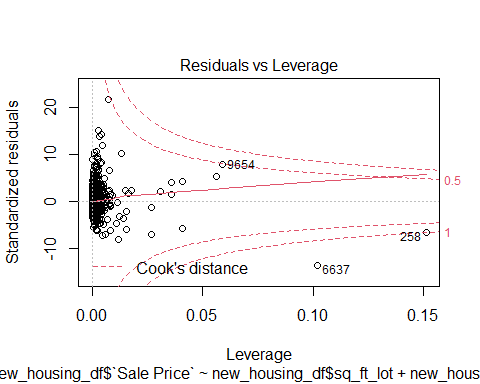 Residuals vs Leverage
Standardized residuals
20
10
0
-10
9654
0.5
258
1
Cook's distance
6637
0.00
0.05
0.10
0.15
Leverage
ew_housing_df$`Sale Price` ~ new_housing_df$sq_ft_lot + new_hous